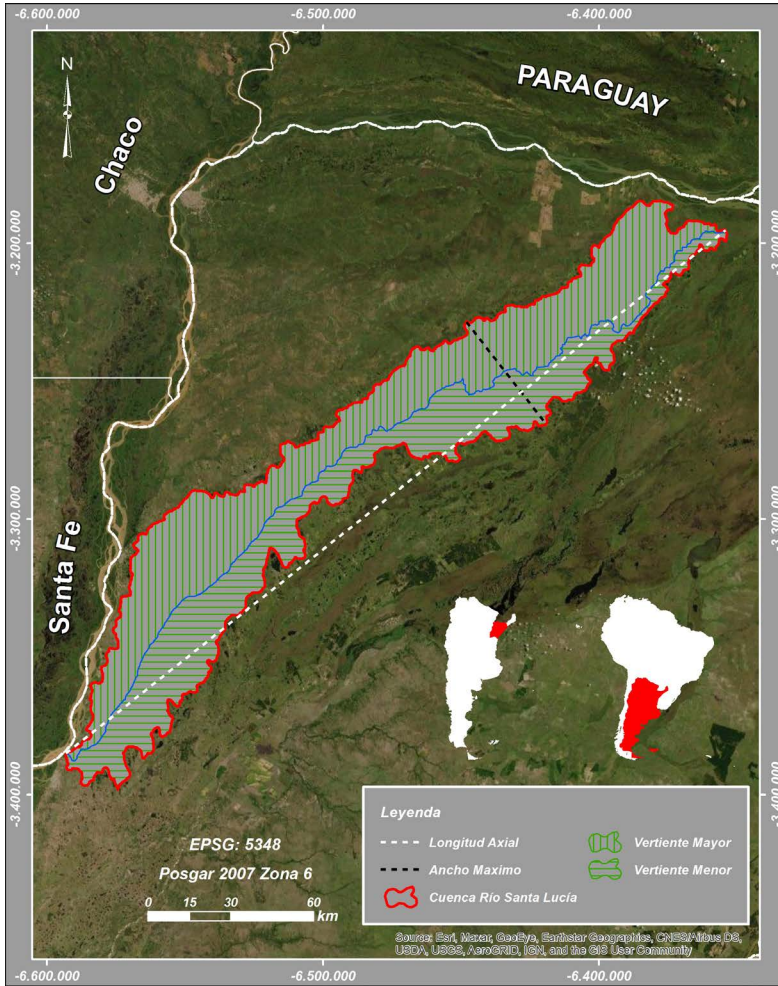 -6.600.000 -6.500.000 -6.400.000
N
PARAGUAY
Chaco
-3.200.000 -3.200.000
Santa Fe
-3.300.000 -3.300.000
-3.400.000 -3.400.000
Leyenda
Longitud Axial
Vertiente Mayor
Ancho Maximo
Vertiente Menor
Cuenca Río Santa Lucía
EPSG: 5348
Posgar 2007 Zona 6
0 15 30 60
km
Source: Esri, Maxar, GeoEye, Earthstar Geographics, CNES/Airbus DS,
USDA, USGS, AeroGRID, IGN, and the GIS User Community
-6.600.000 -6.500.000 -6.400.000